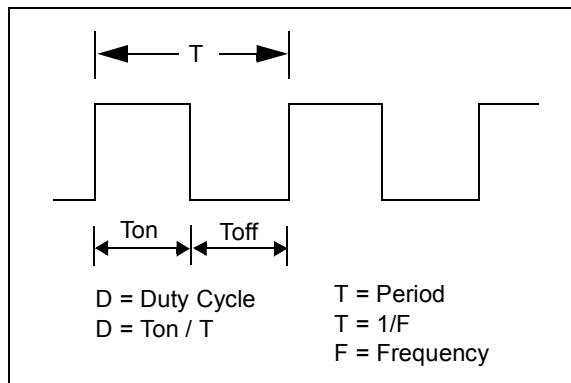 T
Ton
Toff
D = Duty Cycle
D = Ton / T
T = Period
T = 1/F
F = Frequency